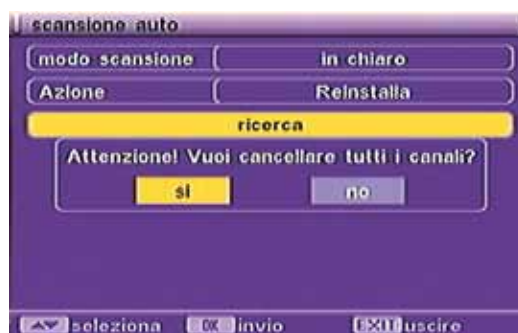 scansione auto
modo scansione in chiaro
Azione Reinstalla
ricerca
Attenzione! Vuoi cancellare tutti i canali?
si no
seleziona OK invio EXIT uscire